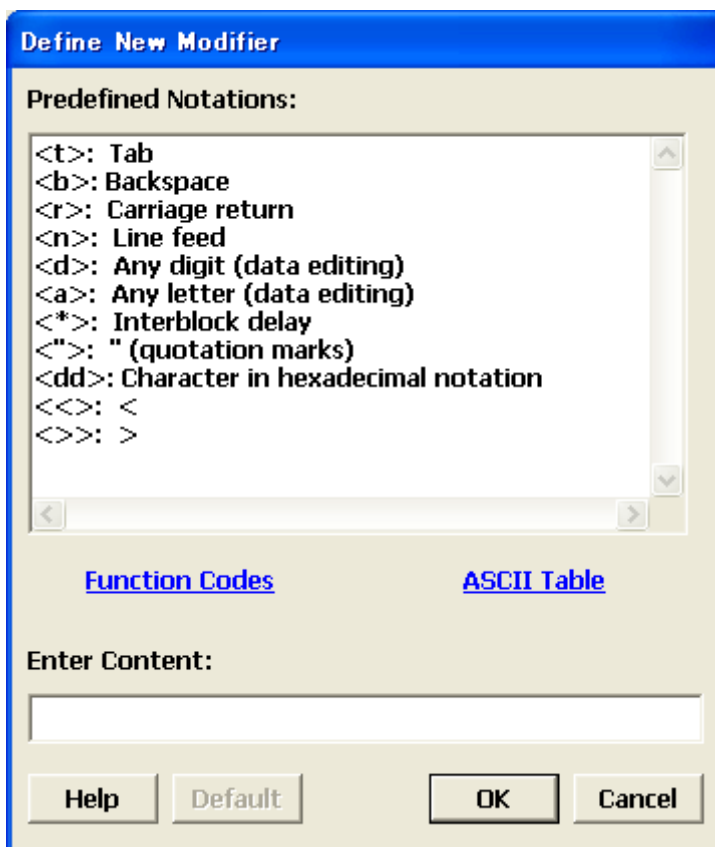 Define New Modifier
Predefined Notations:
<t>: Tab
<b>: Backspace
<r>: Carriage return
<n>: Line feed
<d>: Any digit (data editing)
<a>: Any letter (data editing)
<*>: Interblock delay
<">: " (quotation marks)
<dd>: Character in hexadecimal notation
<<>: <
<>>: >
Function Codes ASCII Table
Enter Content:
Help Default OK Cancel